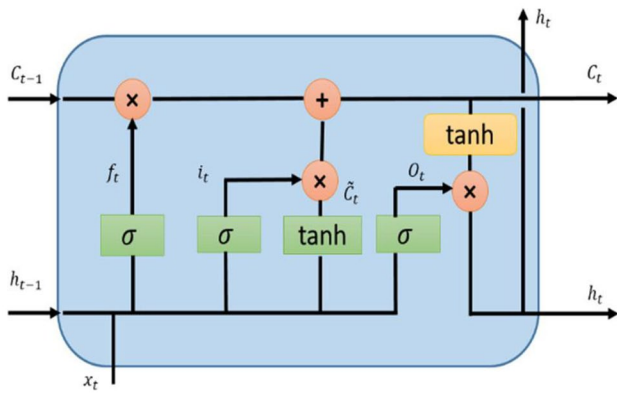 h_t
C_{t-1} × + C_t
tanh
f_t i_t × C̃_t O_t ×
σ σ tanh σ
h_{t-1} h_t
x_t